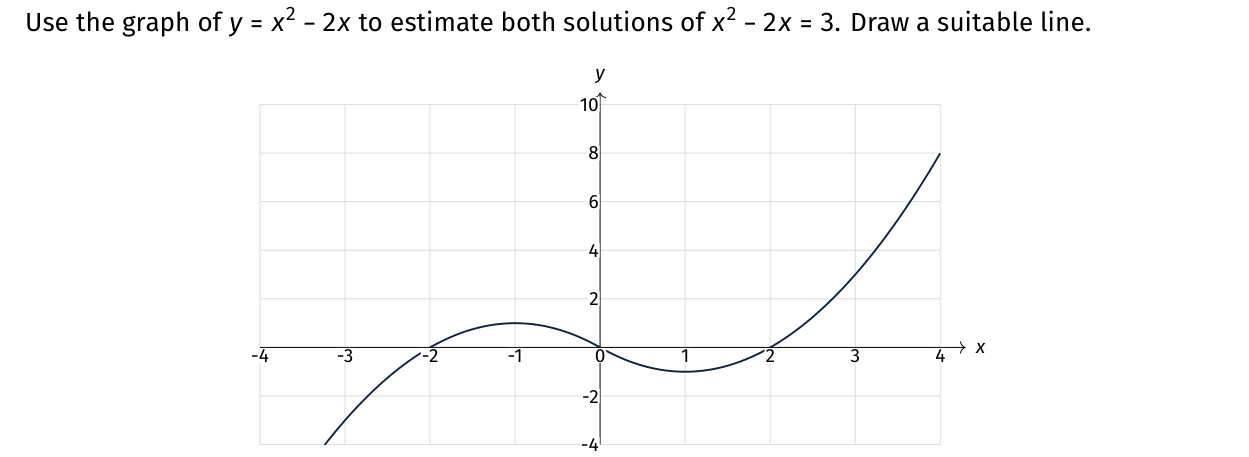 Use the graph of y = x² – 2x to estimate both solutions of x² – 2x = 3. Draw a suitable line.
y
10
8
6
4
2
-4 -3 -2 -1 0 1 2 3 4 x
-2
-4